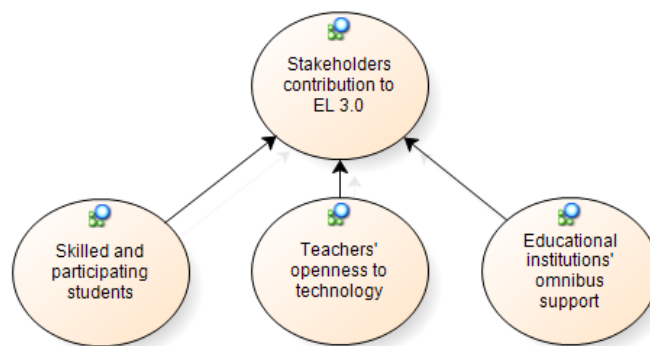 Stakeholders
contribution to
EL 3.0
Skilled and
participating
students
Teachers'
openness to
technology
Educational
institutions'
omnibus
support